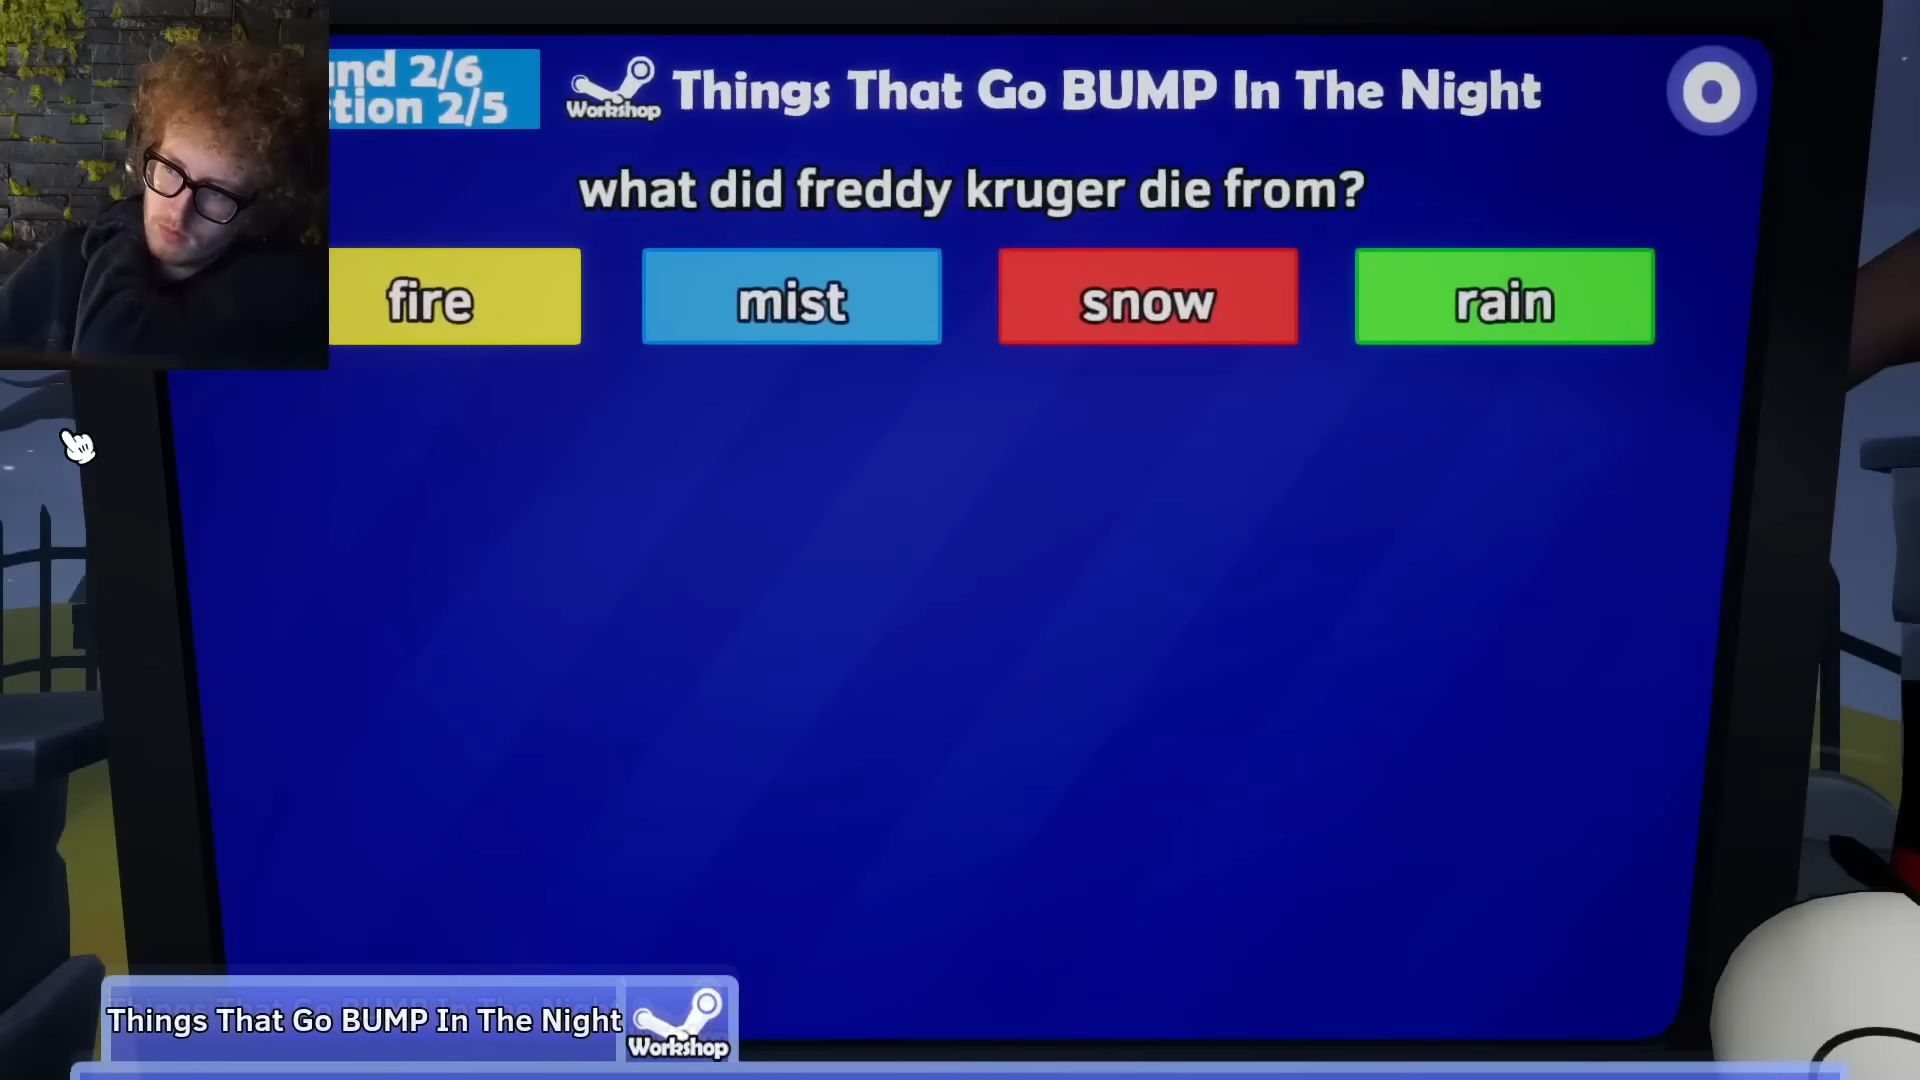 nd 2/6
tion 2/5
Workshop
Things That Go BUMP In The Night
O
what did freddy kruger die from?
fire
mist
snow
rain
Things That Go BUMP In The Night
Workshop